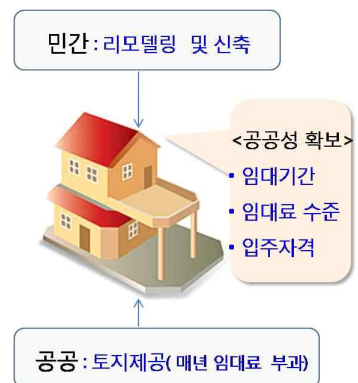 민간 : 리모델링 및 신축
<공공성 확보>
• 임대기간
• 임대료 수준
• 입주자격
공공 : 토지제공( 매년 임대료 부과)